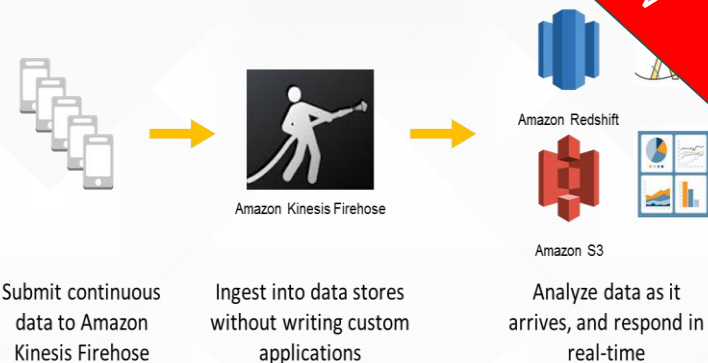 Amazon Redshift
Amazon Kinesis Firehose
Amazon S3
Submit continuous
data to Amazon
Kinesis Firehose
Ingest into data stores
without writing custom
applications
Analyze data as it
arrives, and respond in
real-time